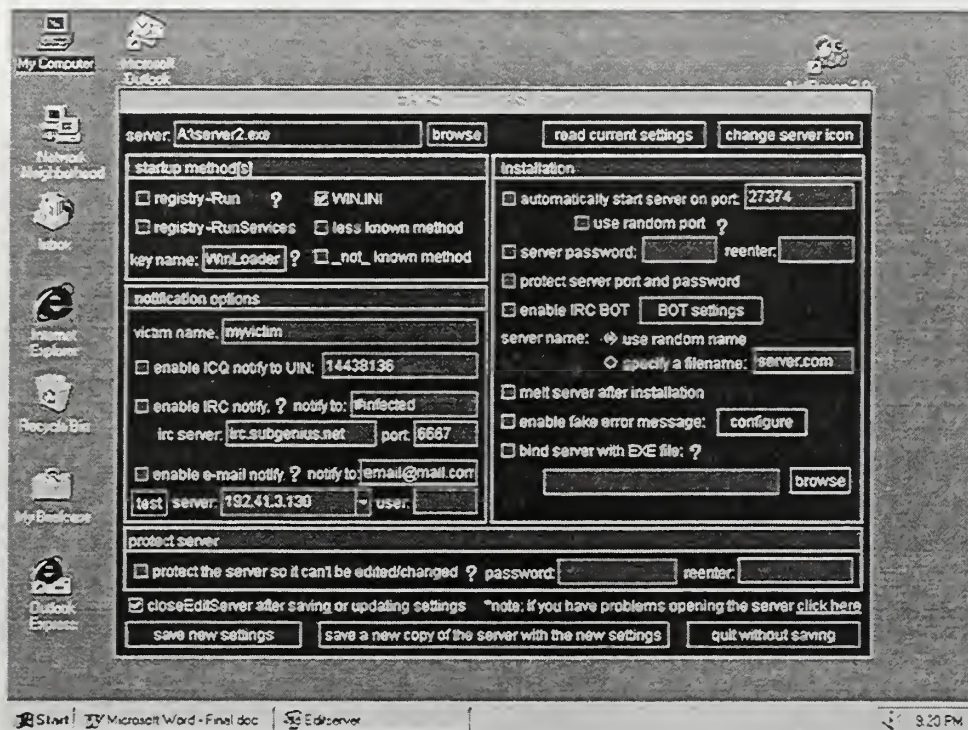 My Computer
Microsoft
Outlook
Network
Neighborhood
Inbox
Internet
Explorer
Recycle Bin
My Briefcase
Outlook
Express
server: A:\server2.exe browse read current settings change server icon
startup method[s]
registry-Run ? WIN.INI
registry-RunServices less known method
key name: WinLoader ? _not_ known method
notification options
victim name: myvictim
enable ICQ notify to UIN: 14438136
enable IRC notify. ? notify to: #infected
irc server: irc.subgenius.net port: 6667
enable e-mail notify. ? notify to: email@mail.com
test server: 192.41.3.130 user:
installation
automatically start server on port: 27374
use random port ?
server password: reenter:
protect server port and password
enable IRC BOT BOT settings
server name: use random name
specify a filename: server.com
melt server after installation
enable fake error message: configure
bind server with EXE file: ?
browse
protect server
protect the server so it can't be edited/changed ? password: reenter:
closeEditServer after saving or updating settings *note: if you have problems opening the server click here
save new settings save a new copy of the server with the new settings quit without saving
Start Microsoft Word - Final doc Editserver 9:20 PM